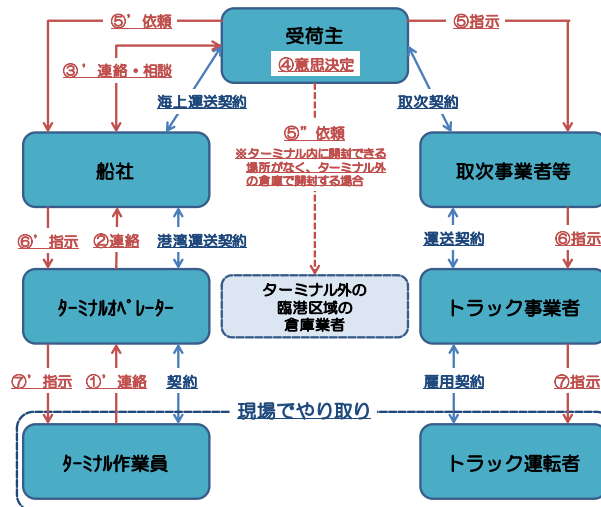 ⑤’依頼
受荷主
⑤指示
④意思決定
③’連絡・相談
海上運送契約
取次契約
⑤”依頼
※ターミナル内に開封できる
場所がなく、ターミナル外
の倉庫で開封する場合
船社
取次事業者等
⑥’指示
②連絡
港湾運送契約
運送契約
⑥指示
ﾀｰﾐﾅﾙｵﾍﾟﾚｰﾀｰ
ターミナル外の
臨港区域の
倉庫業者
トラック事業者
⑦’指示
①’連絡
契約
雇用契約
⑦指示
現場でやり取り
ﾀｰﾐﾅﾙ作業員
トラック運転者